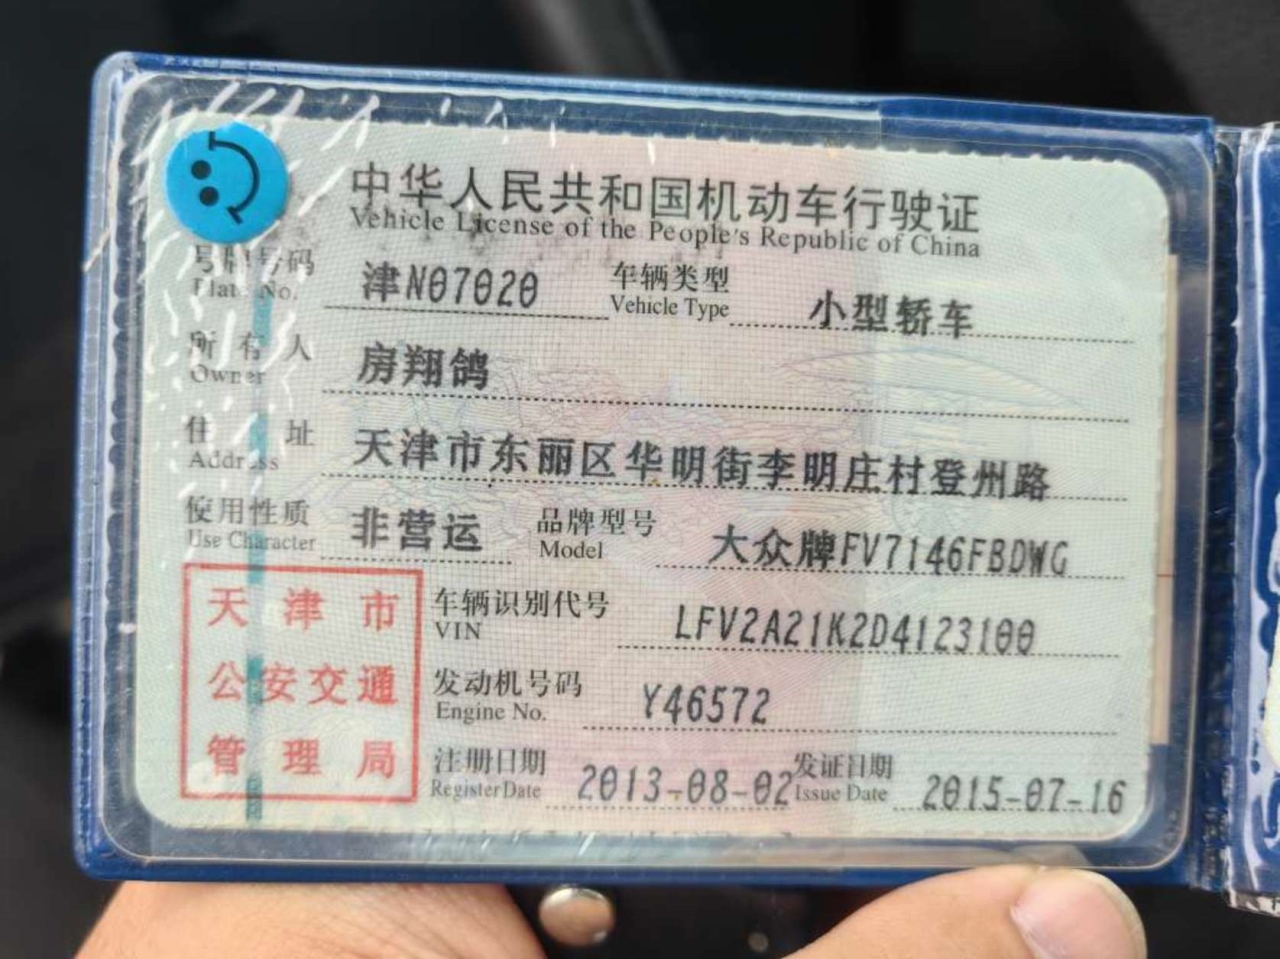 中华人民共和国机动车行驶证
Vehicle License of the People's Republic of China
号牌号码 津N07020 车辆类型 小型轿车
Plate No. Vehicle Type
所有人 房翔鸽
Owner
住址 天津市东丽区华明街李明庄村登州路
Address
使用性质 非营运 品牌型号 大众牌FV7146FBDWG
Use Character Model
天津市
公安交通
管理局
车辆识别代号 LFV2A21K2D4123100
VIN
发动机号码 Y46572
Engine No.
注册日期 2013-08-02 发证日期 2015-07-16
Register Date Issue Date